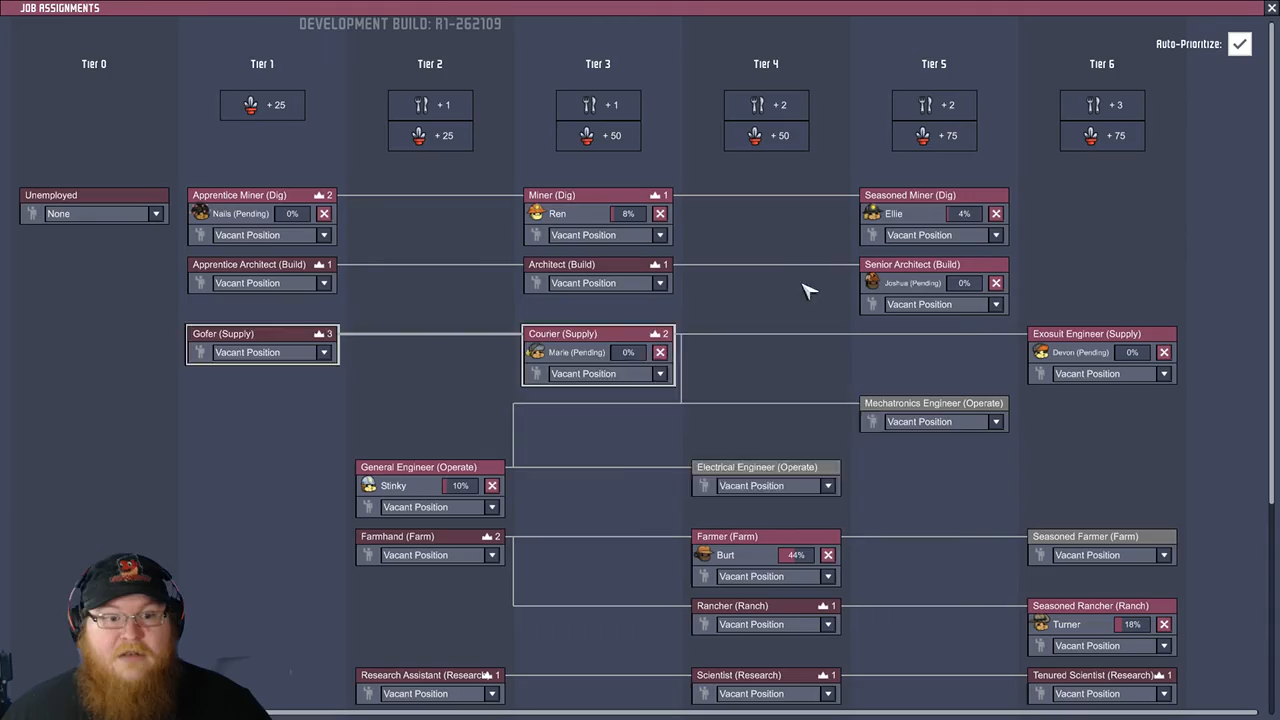 JOB ASSIGNMENTS
DEVELOPMENT BUILD: R1-262109
Auto-Prioritize:
Tier 0 Tier 1 Tier 2 Tier 3 Tier 4 Tier 5 Tier 6
+ 25 + 1 + 1 + 2 + 2 + 3
+ 25 + 50 + 50 + 75 + 75
Unemployed Apprentice Miner (Dig) 2 Miner (Dig) 1 Seasoned Miner (Dig)
None Nails (Pending) 0% Ren 8% Ellie 4%
Vacant Position Vacant Position Vacant Position
Apprentice Architect (Build) 1 Architect (Build) 1 Senior Architect (Build)
Vacant Position Vacant Position Joshua (Pending) 0%
Vacant Position
Gofer (Supply) 3 Courier (Supply) 2 Exosuit Engineer (Supply)
Vacant Position Marie (Pending) 0% Devon (Pending) 0%
Vacant Position Vacant Position
Mechatronics Engineer (Operate)
Vacant Position
General Engineer (Operate) Electrical Engineer (Operate)
Stinky 10% Vacant Position
Vacant Position
Farmhand (Farm) 2 Farmer (Farm) Seasoned Farmer (Farm)
Vacant Position Burt 44% Vacant Position
Vacant Position
Rancher (Ranch) 1 Seasoned Rancher (Ranch)
Vacant Position Turner 18%
Vacant Position
Research Assistant (Research) 1 Scientist (Research) 1 Tenured Scientist (Research) 1
Vacant Position Vacant Position Vacant Position